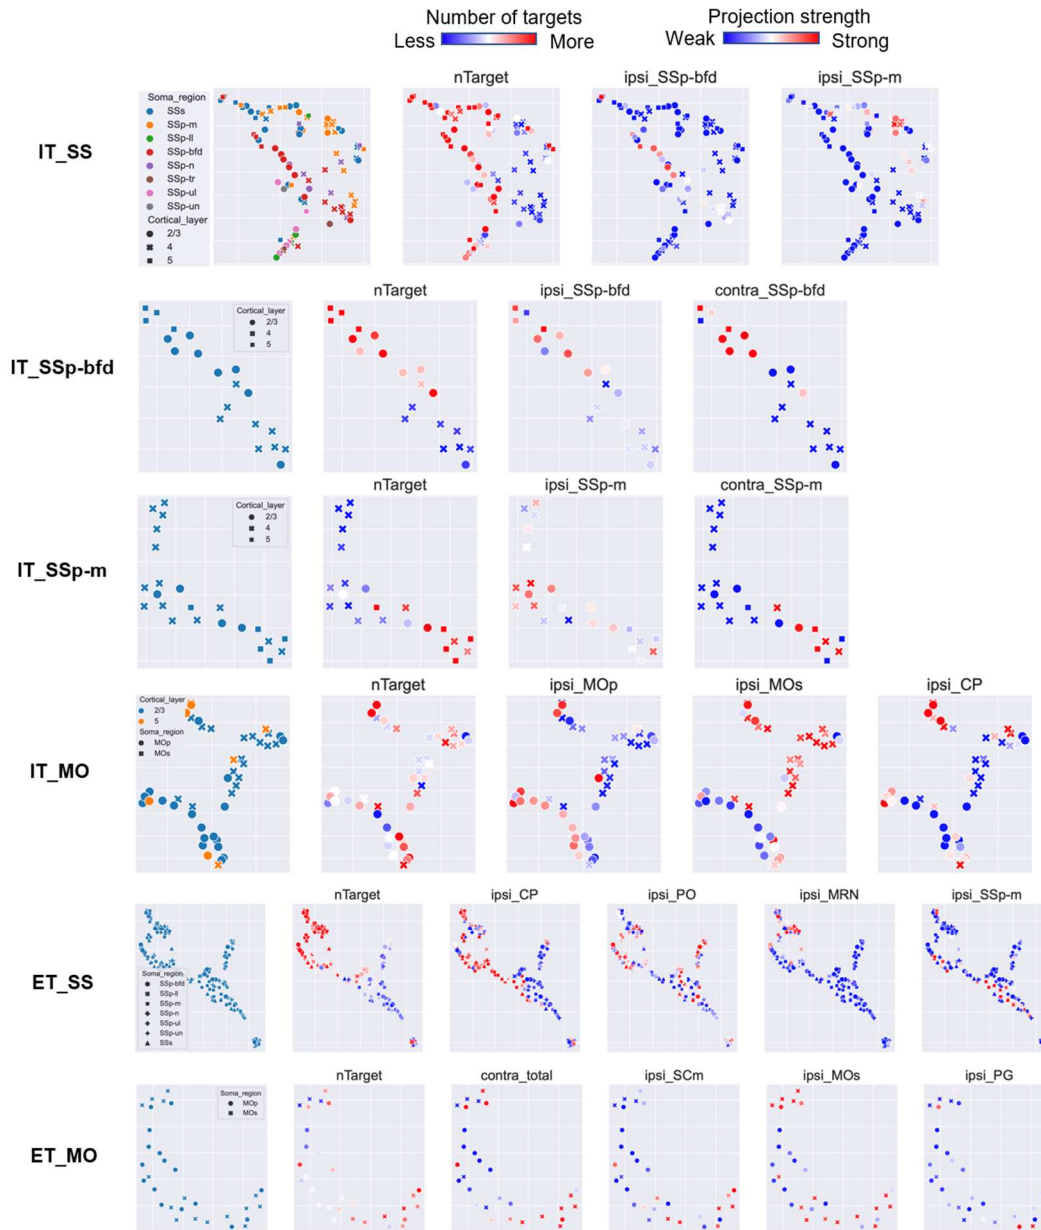 Number of targets
Projection strength
Less More
Weak Strong
nTarget
ipsi_SSp-bfd
ipsi_SSp-m
IT_SS
Soma_region
SSs
SSp-m
SSp-ll
SSp-bfd
SSp-n
SSp-tr
SSp-ul
SSp-un
Cortical_layer
2/3
4
5
nTarget
ipsi_SSp-bfd
contra_SSp-bfd
IT_SSp-bfd
Cortical_layer
2/3
4
5
nTarget
ipsi_SSp-m
contra_SSp-m
IT_SSp-m
Cortical_layer
2/3
4
5
nTarget
ipsi_MOp
ipsi_MOs
ipsi_CP
IT_MO
Cortical_layer
2/3
5
Soma_region
MOp
MOs
nTarget
ipsi_CP
ipsi_PO
ipsi_MRN
ipsi_SSp-m
ET_SS
Soma_region
SSp-bfd
SSp-ll
SSp-m
SSp-n
SSp-ul
SSp-un
SSs
nTarget
contra_total
ipsi_SCm
ipsi_MOs
ipsi_PG
ET_MO
Soma_region
MOp
MOs